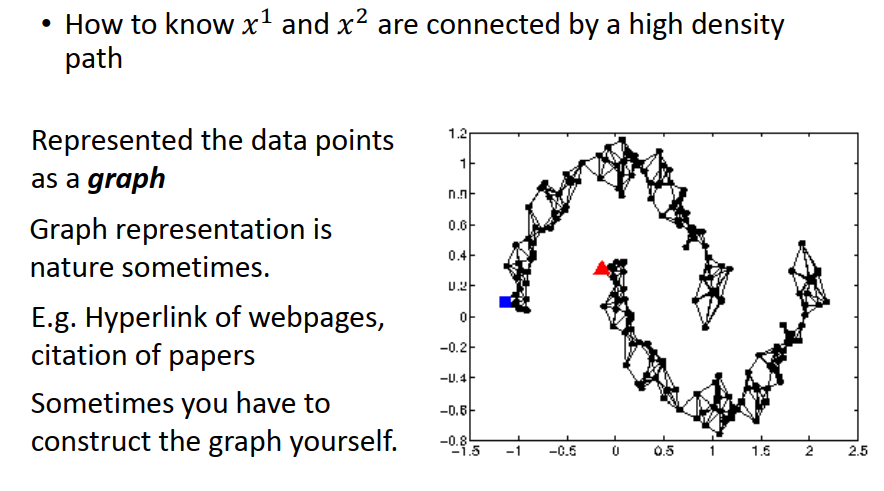 • How to know x¹ and x² are connected by a high density
path
Represented the data points
as a graph
Graph representation is
nature sometimes.
E.g. Hyperlink of webpages,
citation of papers
Sometimes you have to
construct the graph yourself.
1.2
1
0.8
0.6
0.4
0.2
0
−0.2
−0.4
−0.6
−0.8
−1.5 −1 −0.5 0 0.5 1 1.5 2 2.5